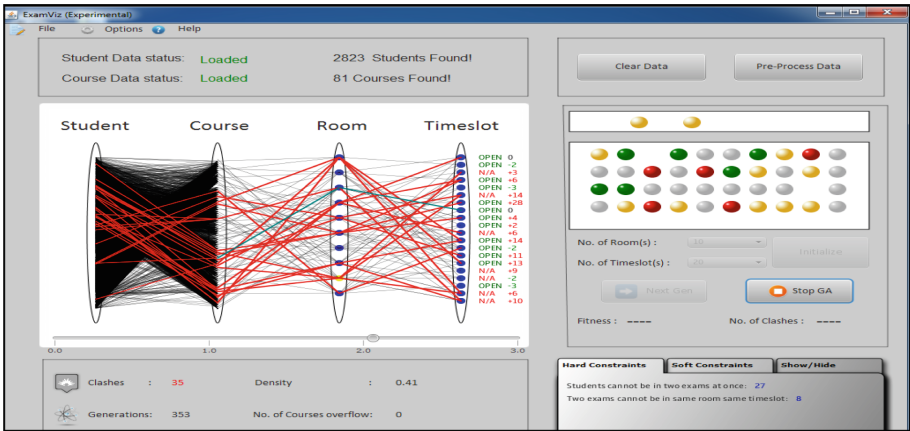 ExamViz (Experimental)
File Options Help
Student Data status: Loaded 2823 Students Found!
Course Data status: Loaded 81 Courses Found!
Clear Data Pre-Process Data
Student Course Room Timeslot
OPEN 0
OPEN -2
N/A +3
OPEN +6
OPEN -3
N/A +14
OPEN +28
OPEN 0
OPEN +4
OPEN +2
N/A +6
OPEN +14
OPEN -2
OPEN +11
OPEN +13
N/A +9
N/A -2
OPEN -3
N/A +6
N/A +10
0.0 1.0 2.0 3.0
No. of Room(s) : 10
Initialize
No. of Timeslot(s) : 20
Next Gen Stop GA
Fitness : ---- No. of Clashes : ----
Clashes : 35 Density : 0.41
Generations: 353 No. of Courses overflow: 0
Hard Constraints Soft Constraints Show/Hide
Students cannot be in two exams at once: 27
Two exams cannot be in same room same timeslot: 8